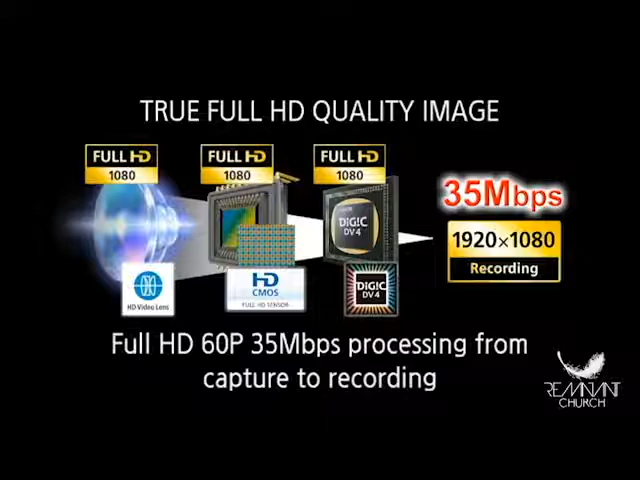 TRUE FULL HD QUALITY IMAGE
FULL HD
1080
FULL HD
1080
FULL HD
1080
35Mbps
DIGIC
DV 4
1920×1080
Recording
HD Video Lens
HD
CMOS
FULL HD SENSOR
DIGIC
DV 4
Full HD 60P 35Mbps processing from
capture to recording
REMNANT
CHURCH